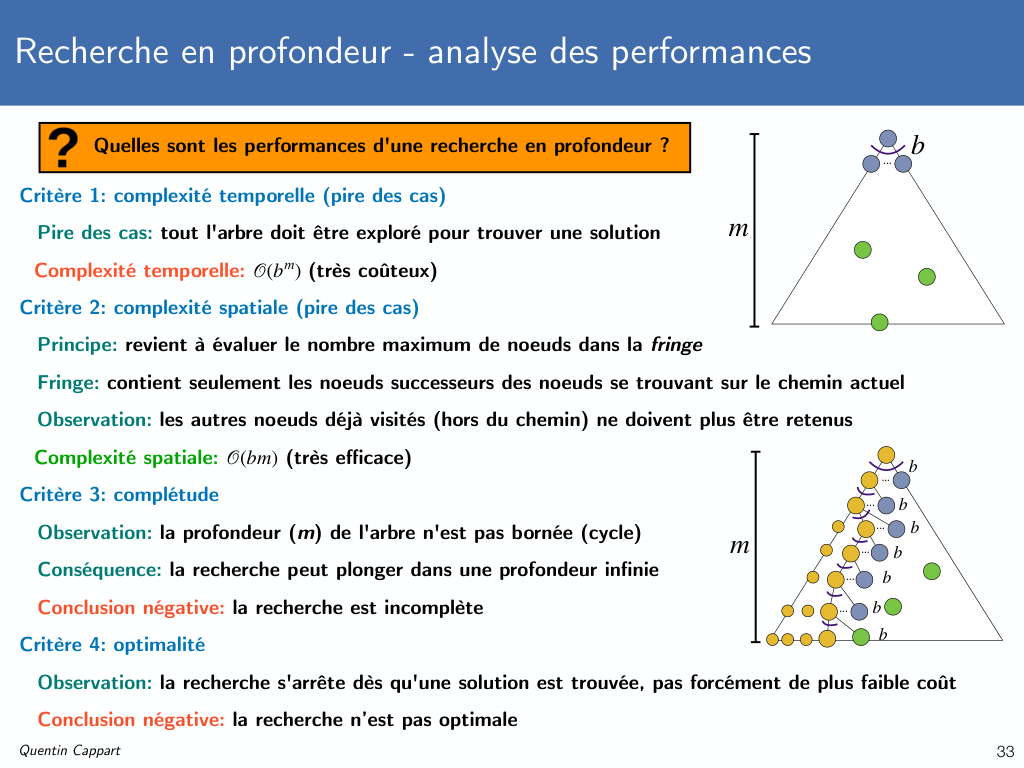 Recherche en profondeur - analyse des performances
? Quelles sont les performances d'une recherche en profondeur ?
Critère 1: complexité temporelle (pire des cas)
Pire des cas: tout l'arbre doit être exploré pour trouver une solution
Complexité temporelle: 𝒪(bᵐ) (très coûteux)
Critère 2: complexité spatiale (pire des cas)
Principe: revient à évaluer le nombre maximum de noeuds dans la fringe
Fringe: contient seulement les noeuds successeurs des noeuds se trouvant sur le chemin actuel
Observation: les autres noeuds déjà visités (hors du chemin) ne doivent plus être retenus
Complexité spatiale: 𝒪(bm) (très efficace)
Critère 3: complétude
Observation: la profondeur (m) de l'arbre n'est pas bornée (cycle)
Conséquence: la recherche peut plonger dans une profondeur infinie
Conclusion négative: la recherche est incomplète
Critère 4: optimalité
Observation: la recherche s'arrête dès qu'une solution est trouvée, pas forcément de plus faible coût
Conclusion négative: la recherche n'est pas optimale
b
...
m
b
...
b
...
b
...
b
...
m
b
...
b
...
b
Quentin Cappart
33